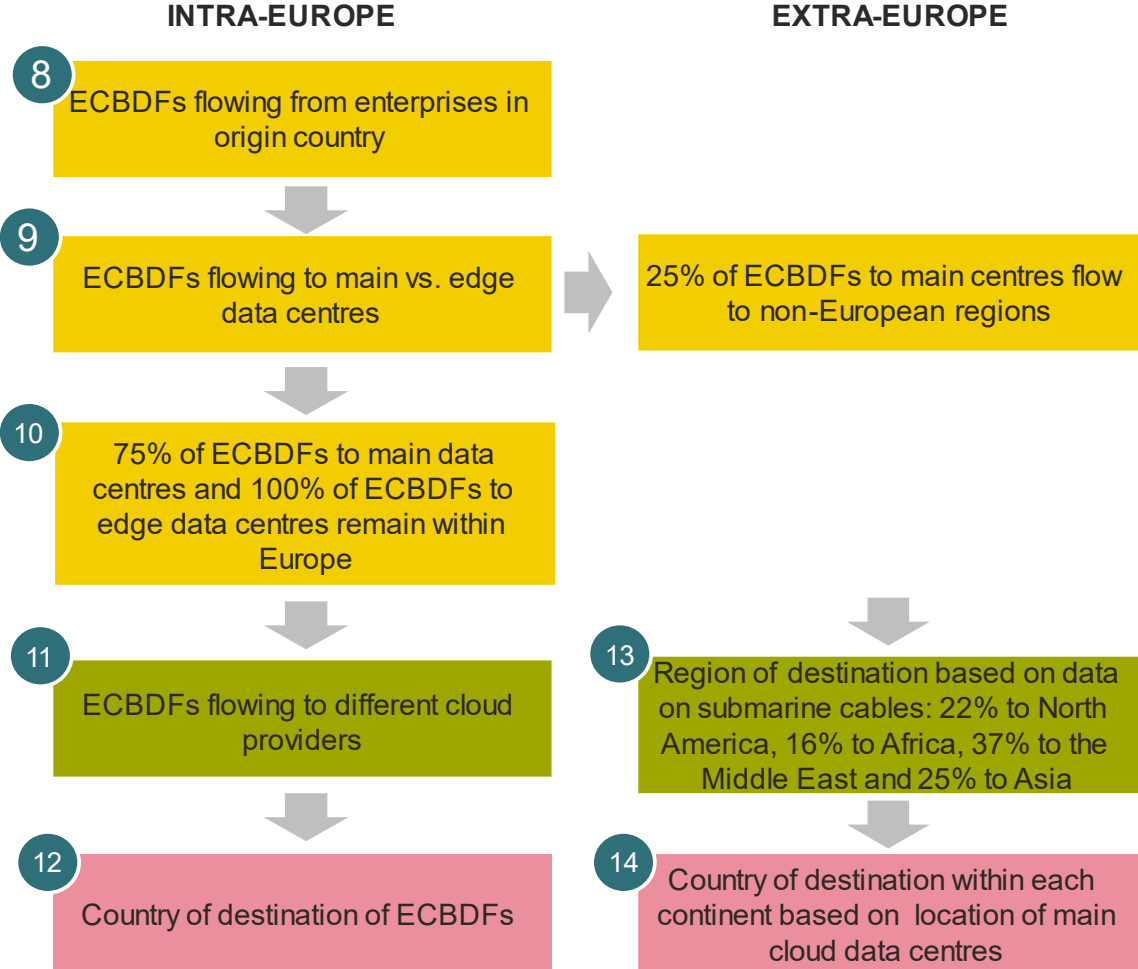 INTRA-EUROPE
EXTRA-EUROPE
8
ECBDFs flowing from enterprises in
origin country
9
ECBDFs flowing to main vs. edge
data centres
25% of ECBDFs to main centres flow
to non-European regions
10
75% of ECBDFs to main data
centres and 100% of ECBDFs to
edge data centres remain within
Europe
11
ECBDFs flowing to different cloud
providers
13
Region of destination based on data
on submarine cables: 22% to North
America, 16% to Africa, 37% to the
Middle East and 25% to Asia
12
Country of destination of ECBDFs
14
Country of destination within each
continent based on location of main
cloud data centres